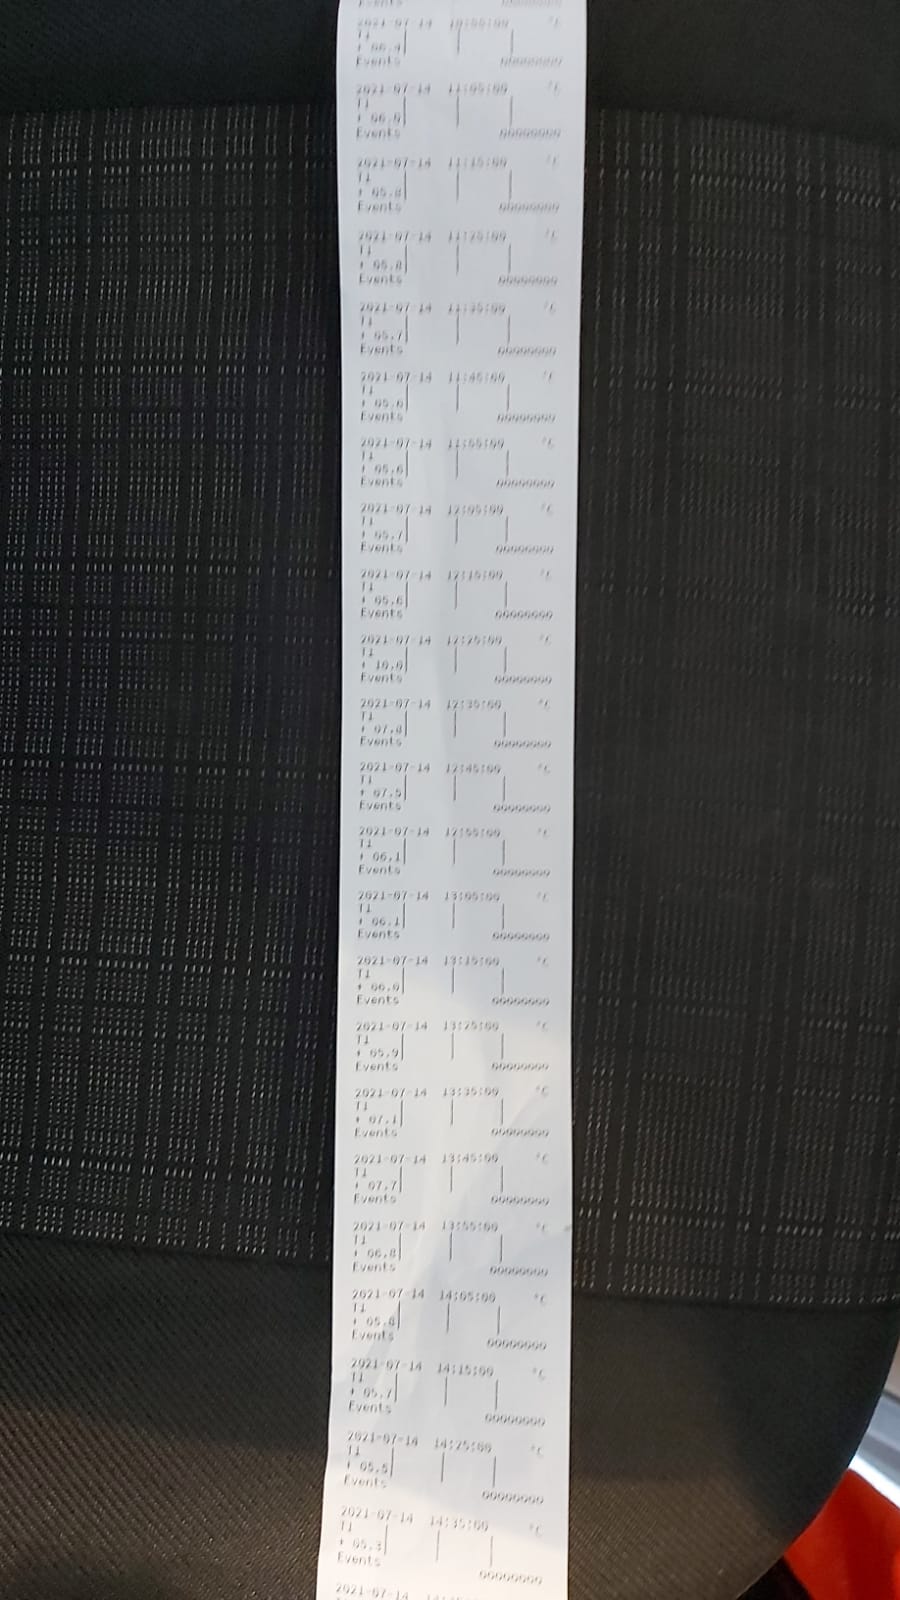 Events 00000000
2021-07-14 10:55:00 °C
T1
+ 06.4
Events 00000000
2021-07-14 11:05:00 °C
T1
+ 06.0
Events 00000000
2021-07-14 11:15:00 °C
T1
+ 05.8
Events 00000000
2021-07-14 11:25:00 °C
T1
+ 05.8
Events 00000000
2021-07-14 11:35:00 °C
T1
+ 05.7
Events 00000000
2021-07-14 11:45:00 °C
T1
Events 00000000
2021-07-14 11:55:00 °C
T1
+ 05.6
Events 00000000
2021-07-14 12:05:00 °C
T1
+ 05.7
Events 00000000
2021-07-14 12:15:00 °C
T1
+ 05.6
Events 00000000
2021-07-14 12:25:00 °C
T1
+ 10.0
Events 00000000
2021-07-14 12:35:00 °C
T1
+ 07.8
Events 00000000
2021-07-14 12:45:00 °C
T1
+ 07.5
Events 00000000
2021-07-14 12:55:00 °C
T1
+ 06.1
Events 00000000
2021-07-14 13:05:00 °C
T1
+ 06.1
Events 00000000
2021-07-14 13:15:00 °C
T1
+ 06.0
Events 00000000
2021-07-14 13:25:00 °C
T1
+ 05.9
Events 00000000
2021-07-14 13:35:00 °C
T1
+ 07.1
Events 00000000
2021-07-14 13:45:00 °C
T1
+ 07.7
Events 00000000
2021-07-14 13:55:00 °C
T1
+ 06.8
Events 00000000
2021-07-14 14:05:00 °C
T1
+ 05.8
Events 00000000
2021-07-14 14:15:00 °C
T1
+ 05.7
Events 00000000
2021-07-14 14:25:00 °C
T1
+ 05.5
Events 00000000
2021-07-14 14:35:00 °C
T1
+ 05.3
Events 00000000
2021-07-14